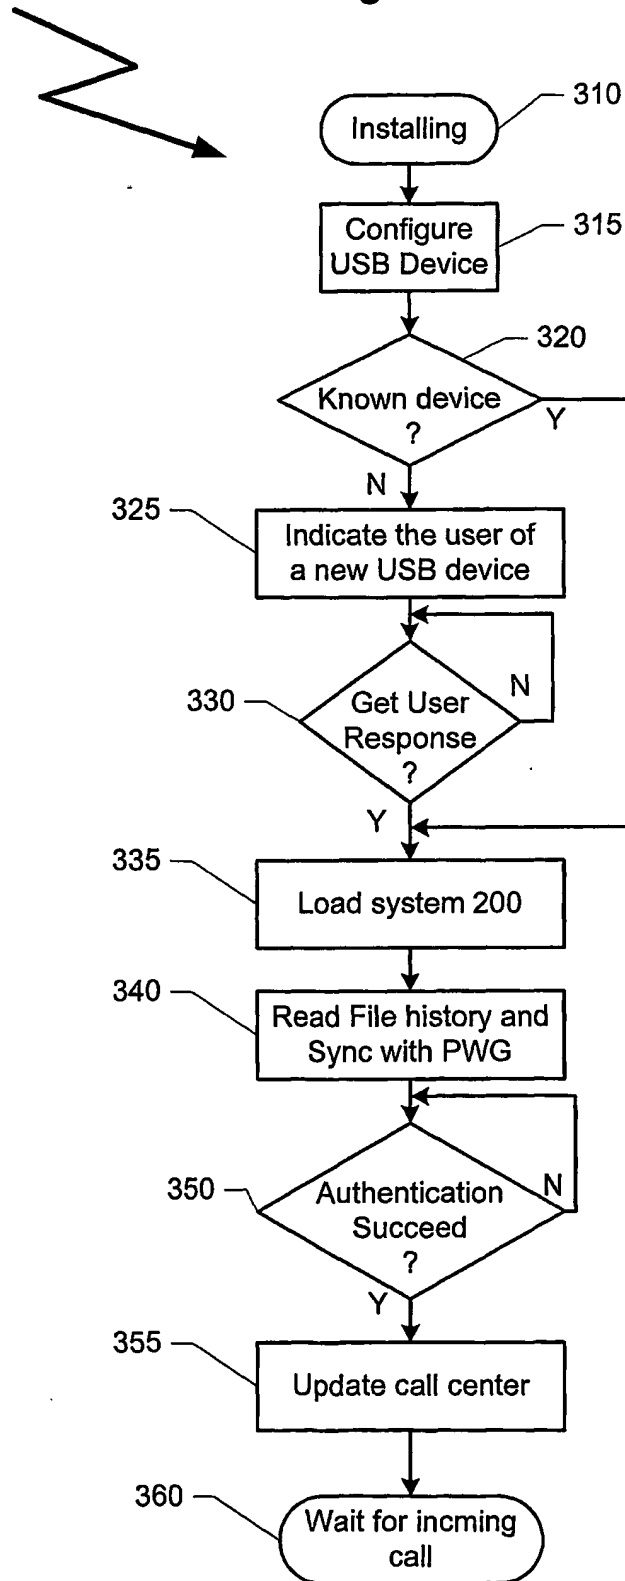 310
Installing
315
Configure
USB Device
320
Known device
?
Y
N
325
Indicate the user of
a new USB device
330
Get User
Response
?
N
Y
335
Load system 200
340
Read File history and
Sync with PWG
350
Authentication
Succeed
?
N
Y
355
Update call center
360
Wait for incming
call